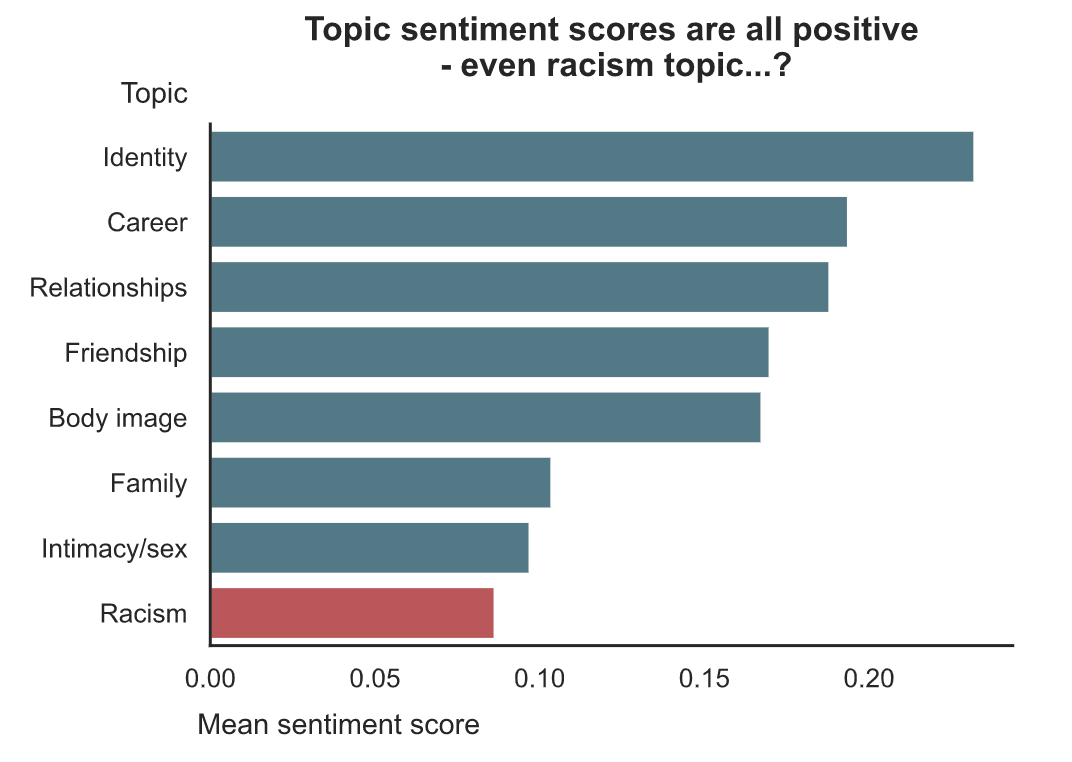 Topic sentiment scores are all positive
- even racism topic...?
Topic
Identity
Career
Relationships
Friendship
Body image
Family
Intimacy/sex
Racism
0.00 0.05 0.10 0.15 0.20
Mean sentiment score